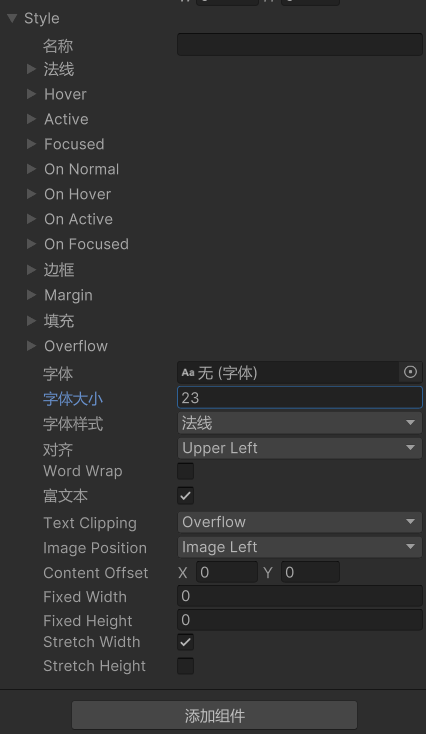 Style
名称
法线
Hover
Active
Focused
On Normal
On Hover
On Active
On Focused
边框
Margin
填充
Overflow
字体 Aa 无 (字体)
字体大小 23
字体样式 法线
对齐 Upper Left
Word Wrap
富文本
Text Clipping Overflow
Image Position Image Left
Content Offset X 0 Y 0
Fixed Width 0
Fixed Height 0
Stretch Width
Stretch Height
添加组件